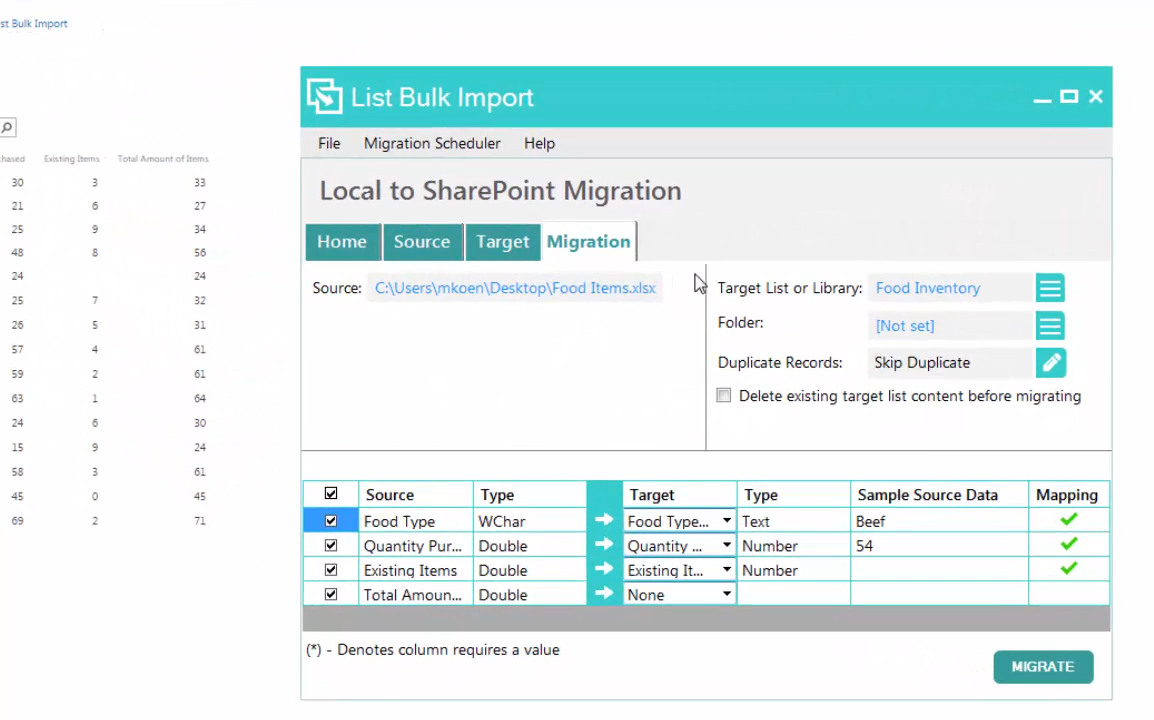 st Bulk Import
List Bulk Import
File Migration Scheduler Help
Local to SharePoint Migration
Home Source Target Migration
Source: C:\Users\mkoen\Desktop\Food Items.xlsx
Target List or Library: Food Inventory
Folder: [Not set]
Duplicate Records: Skip Duplicate
Delete existing target list content before migrating
chased Existing Items Total Amount of Items
30 3 33
21 6 27
25 9 34
48 8 56
24 24
25 7 32
26 5 31
57 4 61
59 2 61
63 1 64
24 6 30
15 9 24
58 3 61
45 0 45
69 2 71
Source Type Target Type Sample Source Data Mapping
Food Type WChar Food Type... Text Beef
Quantity Pur... Double Quantity ... Number 54
Existing Items Double Existing It... Number
Total Amoun... Double None
(*) - Denotes column requires a value
MIGRATE